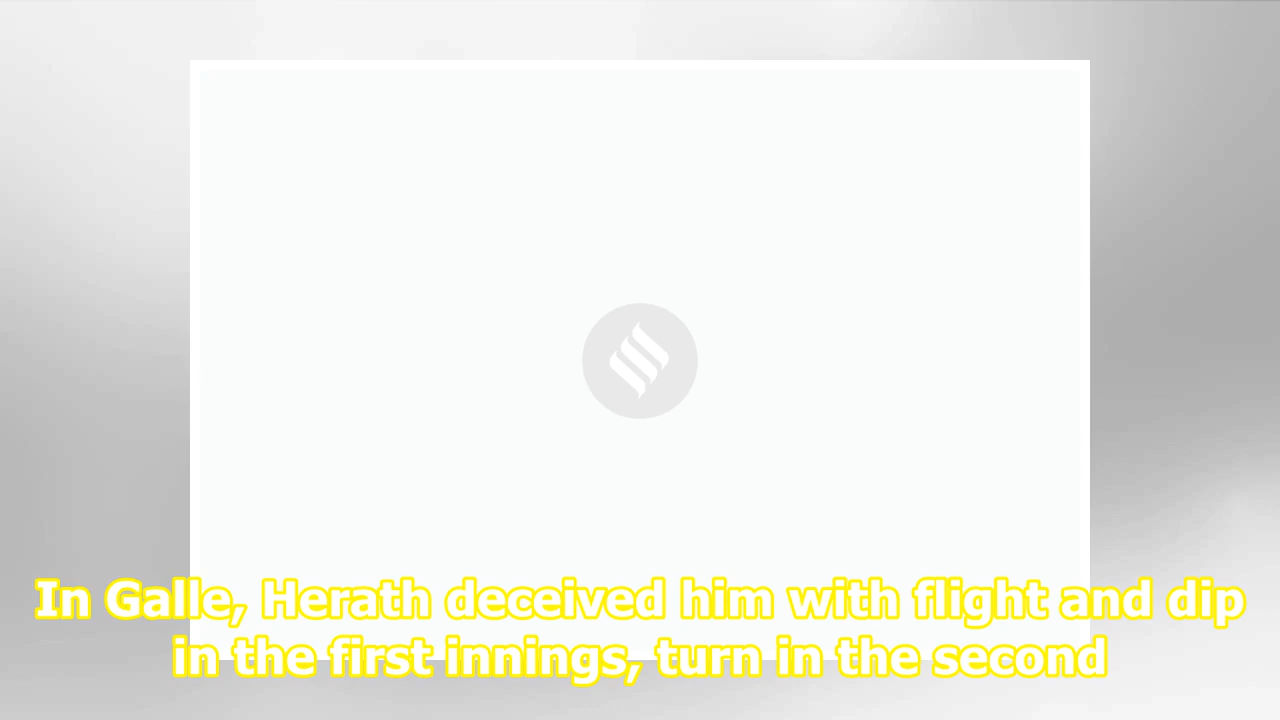 In Galle, Herath deceived him with flight and dip
in the first innings, turn in the second